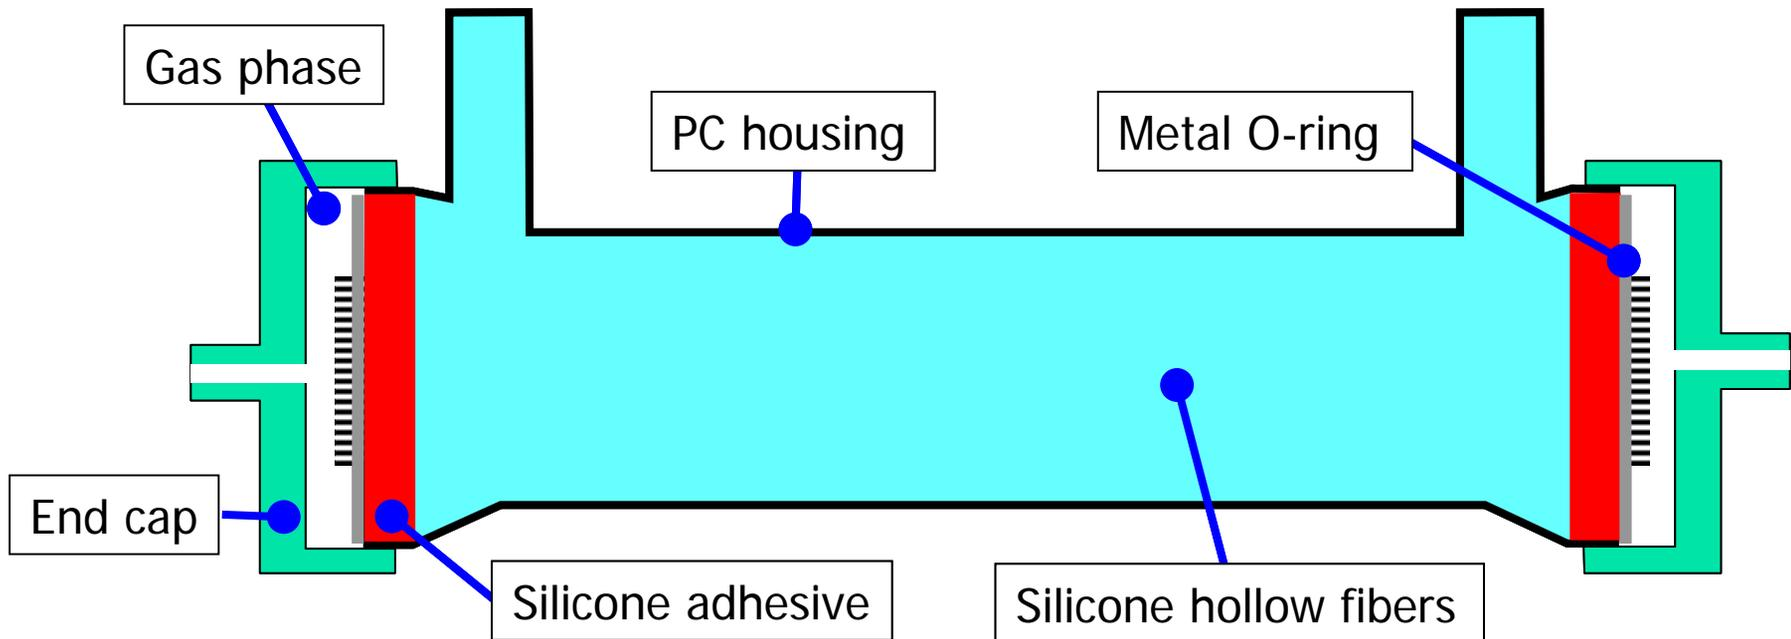 Gas phase
PC housing
Metal O-ring
End cap
Silicone adhesive
Silicone hollow fibers